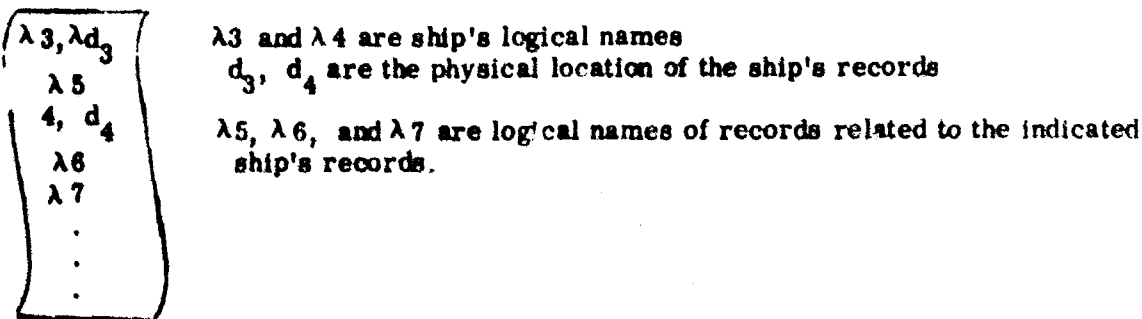 λ3, λd₃
λ5
4, d₄
λ6
λ7
.
.
.
λ3 and λ4 are ship's logical names
d₃, d₄ are the physical location of the ship's records
λ5, λ6, and λ7 are logical names of records related to the indicated
ship's records.